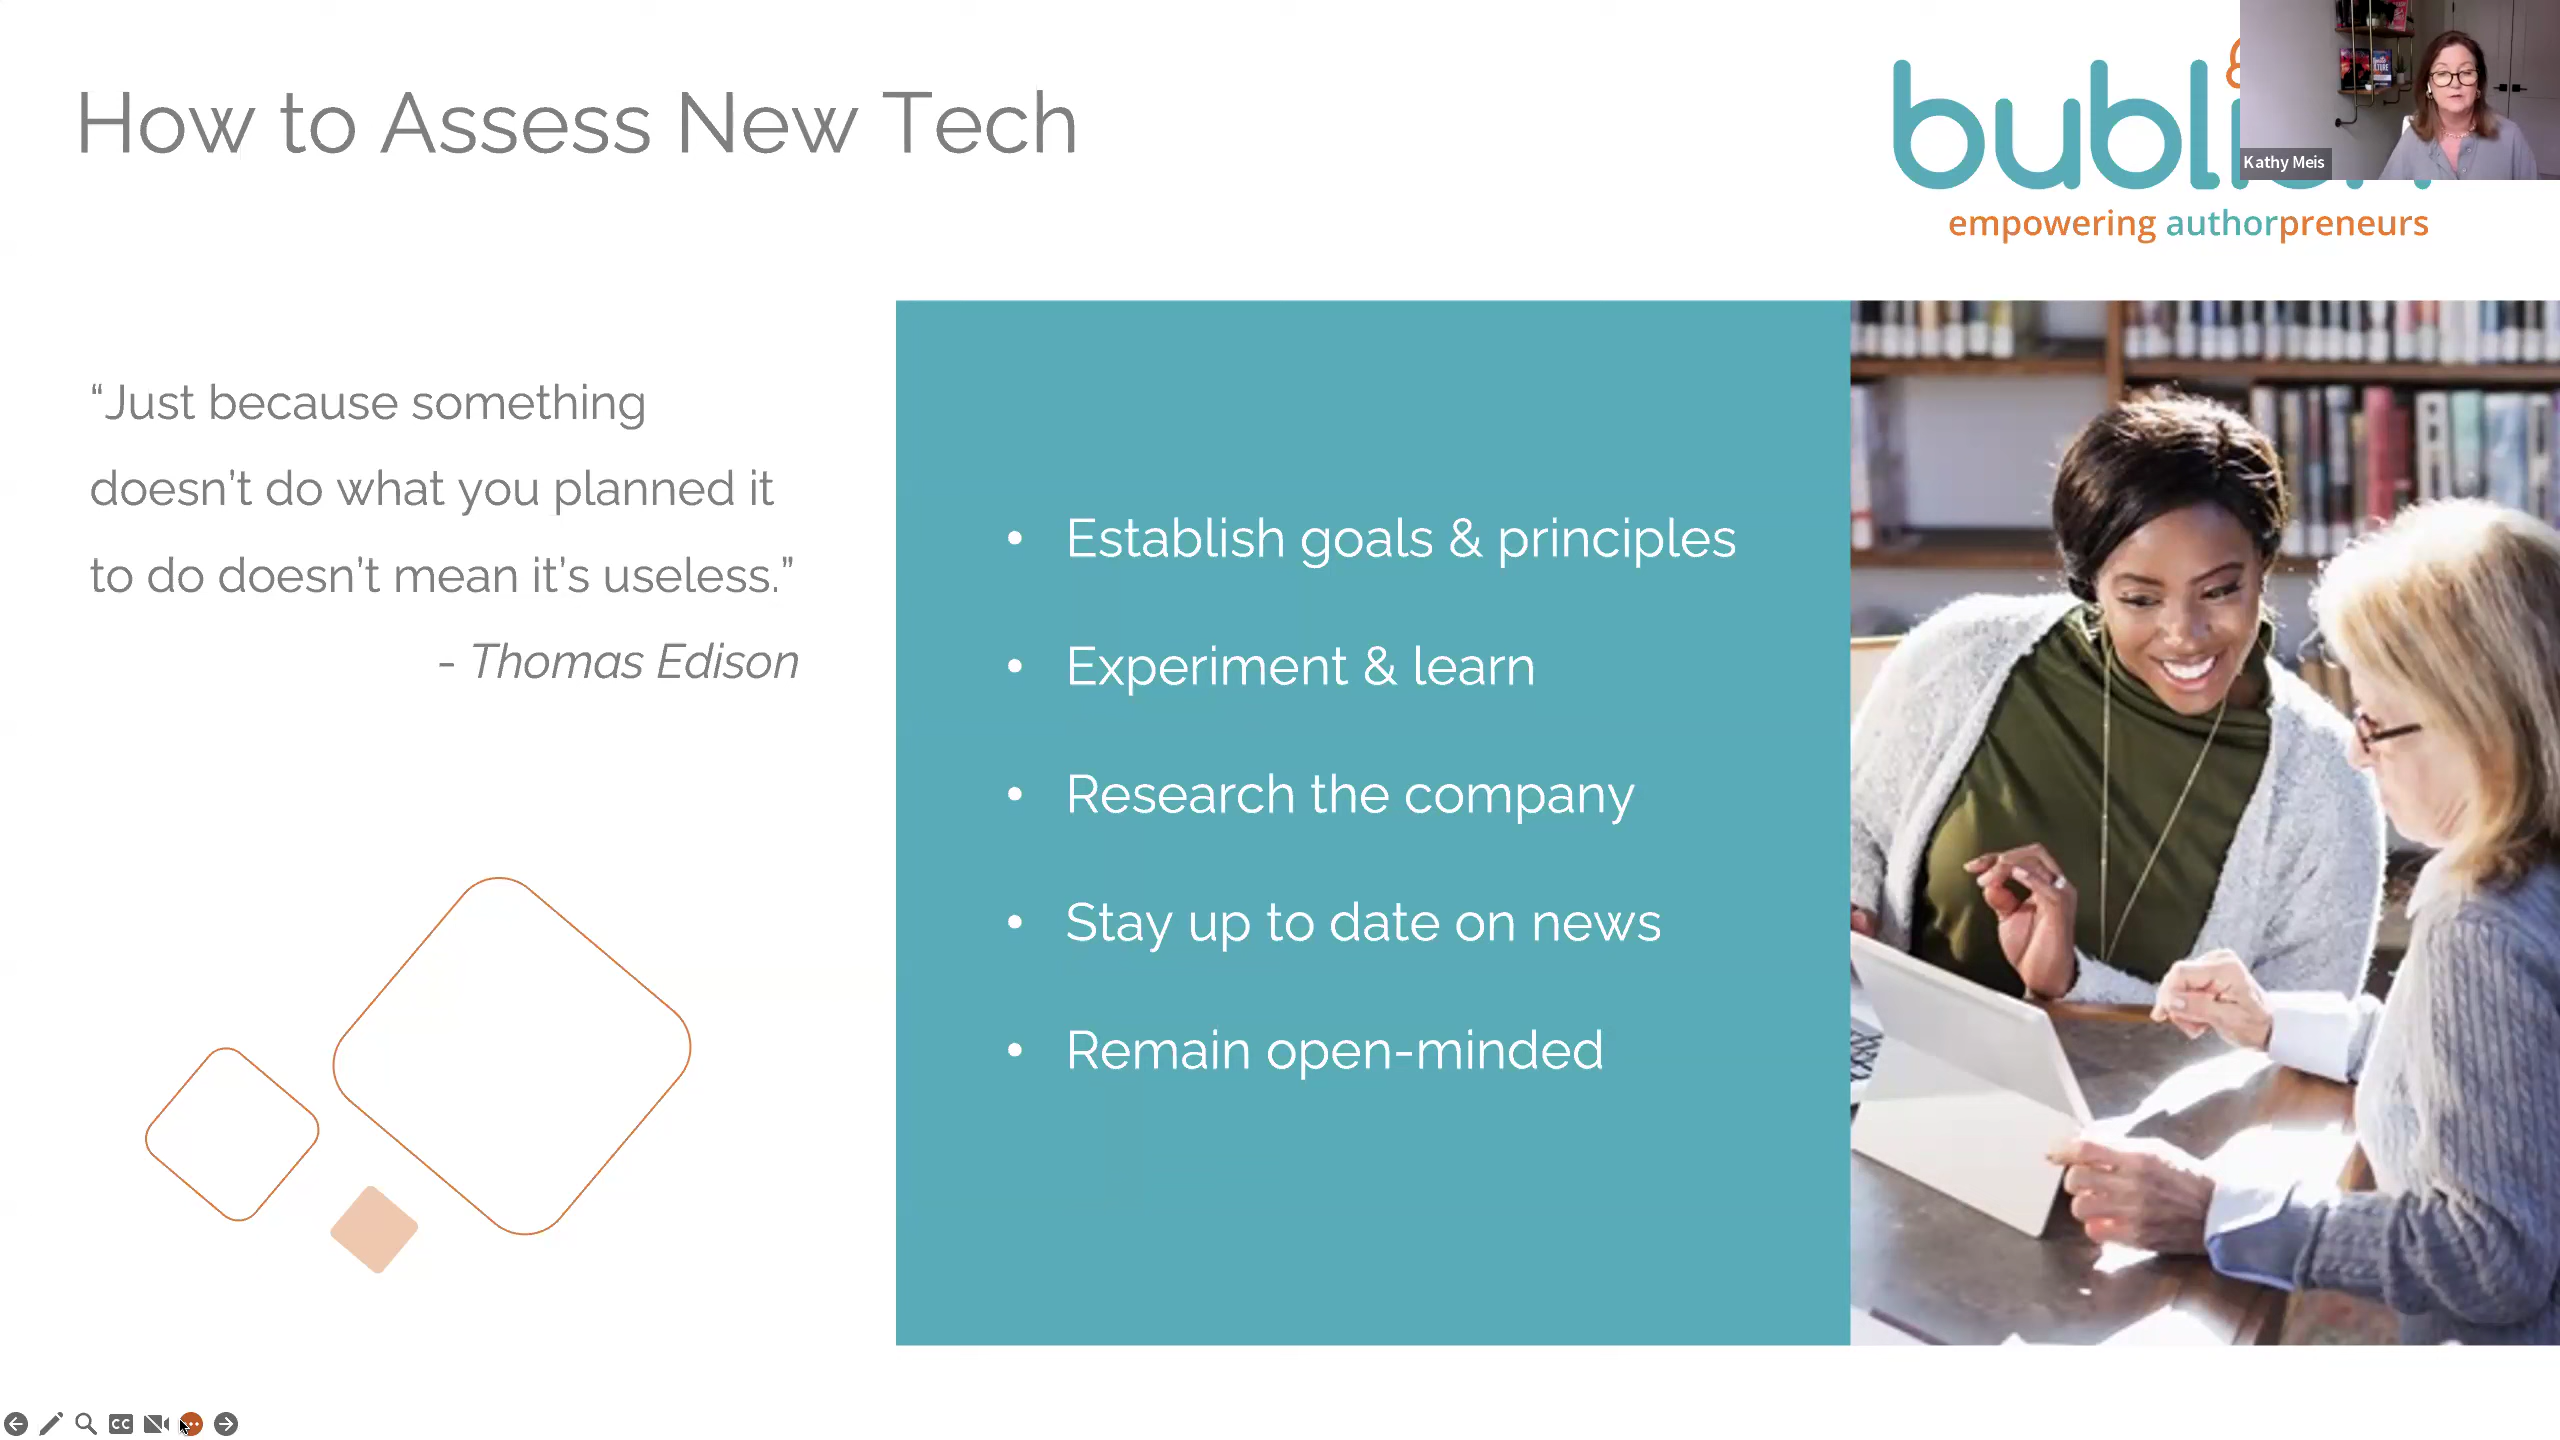 How to Assess New Tech
Kathy Meis
empowering authorpreneurs
“Just because something
doesn’t do what you planned it
to do doesn’t mean it’s useless.”
- Thomas Edison
• Establish goals & principles
• Experiment & learn
• Research the company
• Stay up to date on news
• Remain open-minded
CC